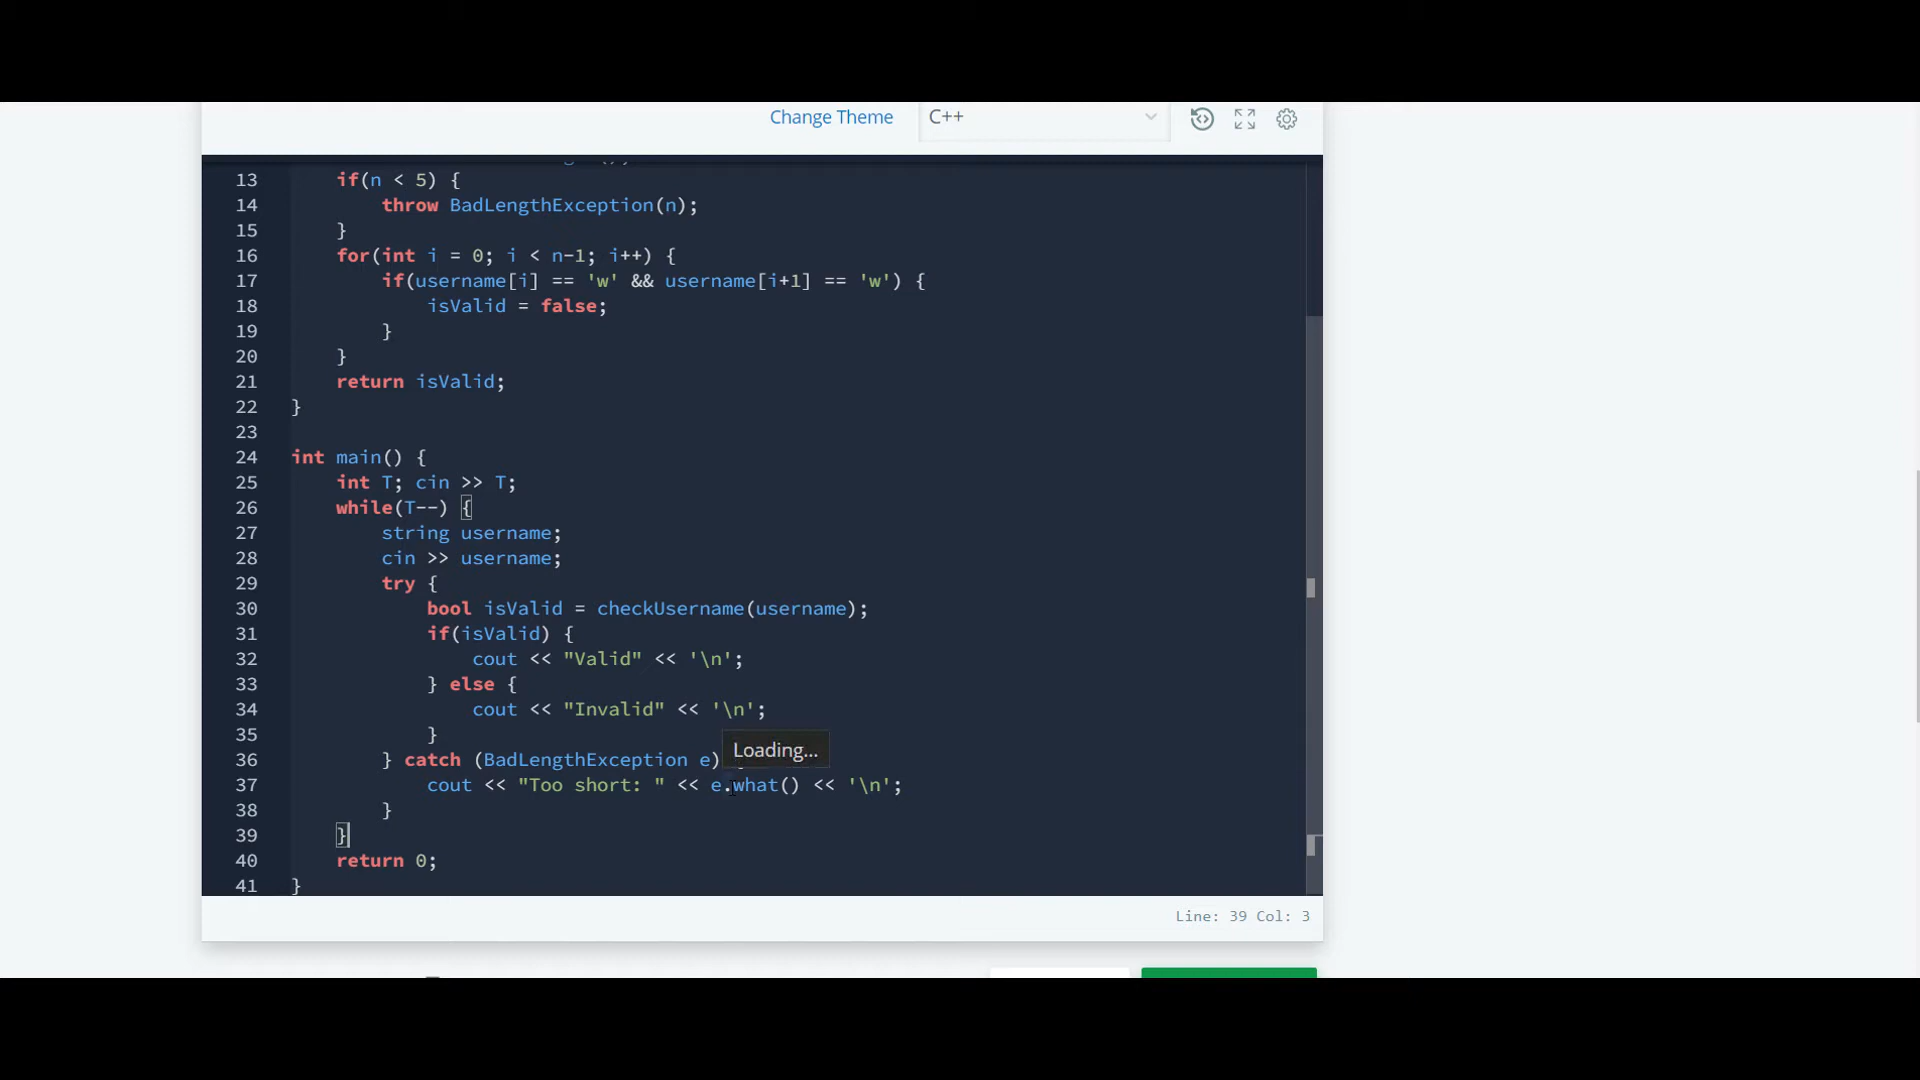 Change Theme C++
13 if(n < 5) {
14 throw BadLengthException(n);
15 }
16 for(int i = 0; i < n-1; i++) {
17 if(username[i] == 'w' && username[i+1] == 'w') {
18 isValid = false;
19 }
20 }
21 return isValid;
22 }
23
24 int main() {
25 int T; cin >> T;
26 while(T--) {
27 string username;
28 cin >> username;
29 try {
30 bool isValid = checkUsername(username);
31 if(isValid) {
32 cout << "Valid" << '\n';
33 } else {
34 cout << "Invalid" << '\n';
35 }
Loading...
36 } catch (BadLengthException e)
37 cout << "Too short: " << e.what() << '\n';
38 }
39 }
40 return 0;
41 }
Line: 39 Col: 3